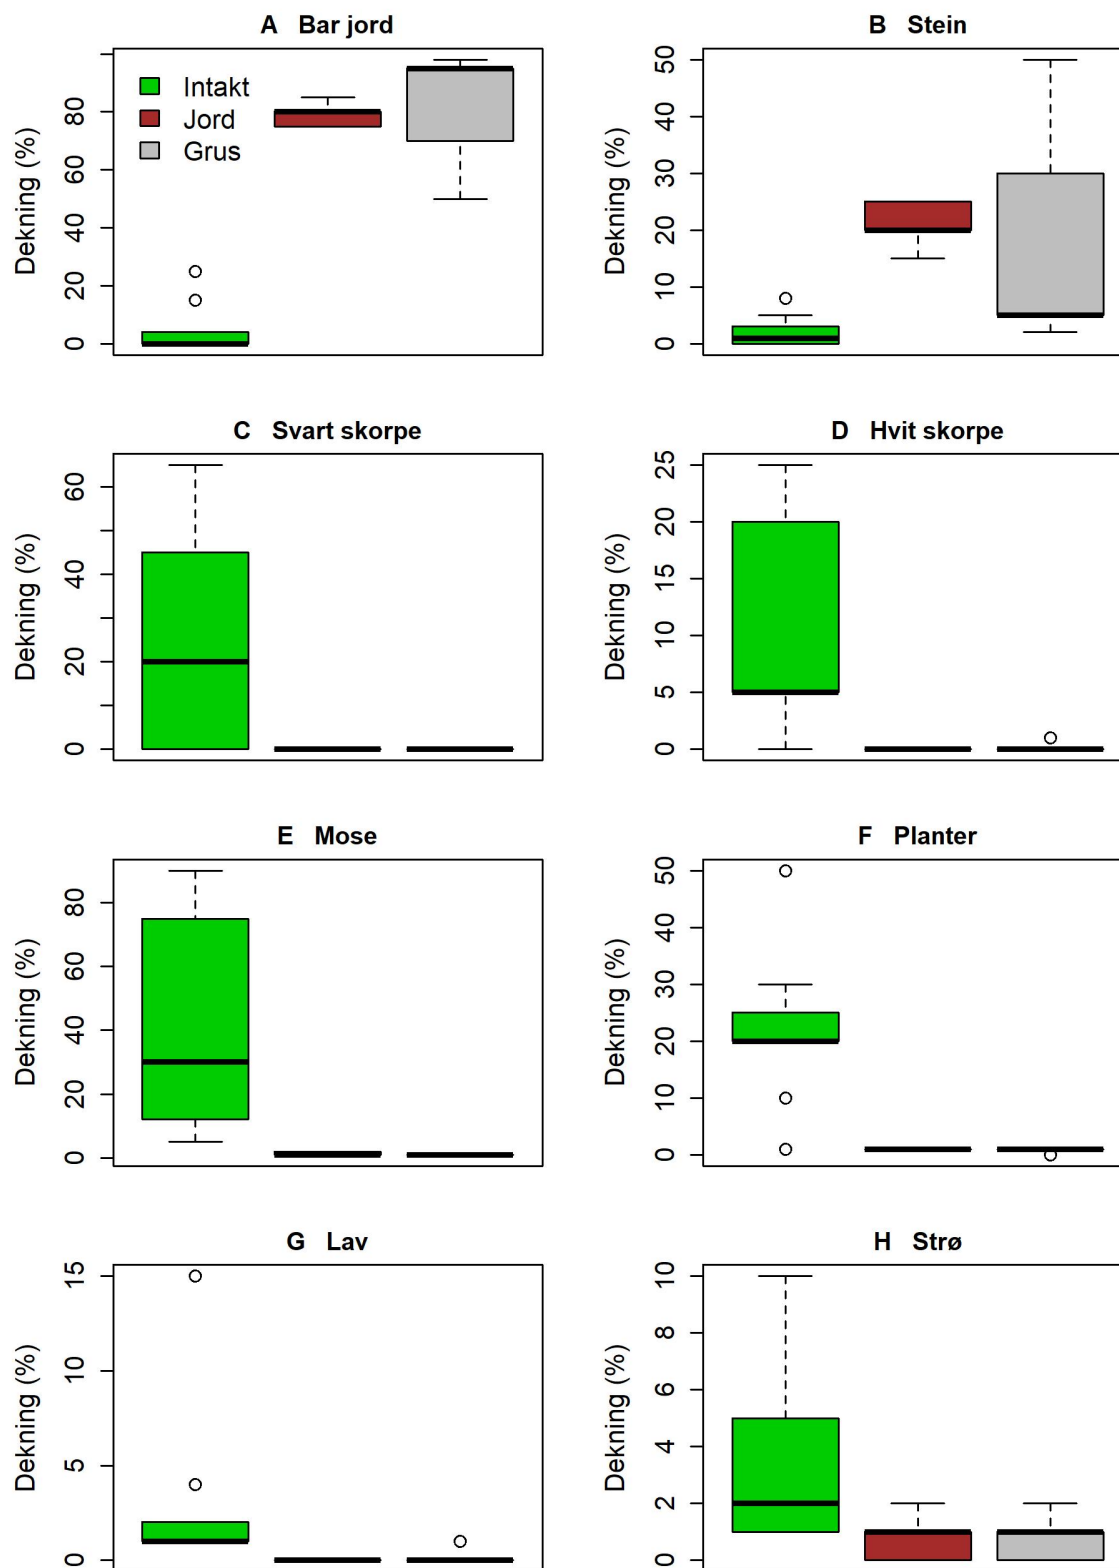 A Bar jord
Dekning (%)
0 20 40 60 80
Intakt
Jord
Grus
B Stein
Dekning (%)
0 10 20 30 40 50
C Svart skorpe
Dekning (%)
0 20 40 60
D Hvit skorpe
Dekning (%)
0 5 10 15 20 25
E Mose
Dekning (%)
0 20 40 60 80
F Planter
Dekning (%)
0 10 20 30 40 50
G Lav
Dekning (%)
0 5 10 15
H Strø
Dekning (%)
0 2 4 6 8 10